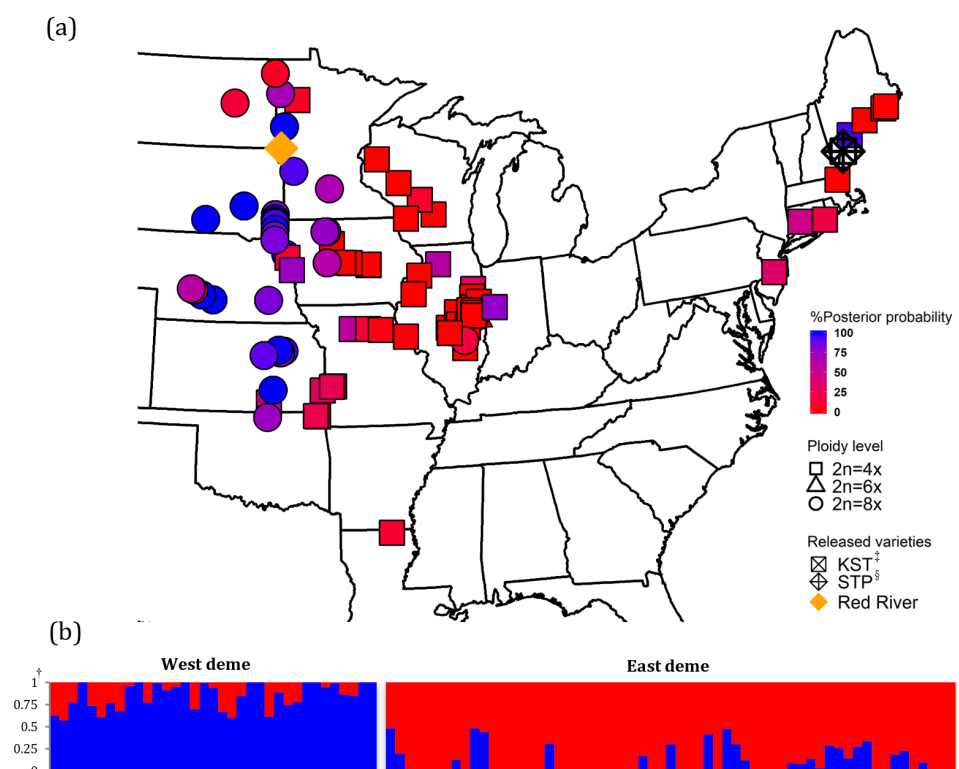 (a)
%Posterior probability
100
75
50
25
0
Ploidy level
2n=4x
2n=6x
2n=8x
Released varieties
KST‡
STP§
Red River
(b)
West deme
East deme
†
1
0.75
0.5
0.25
0